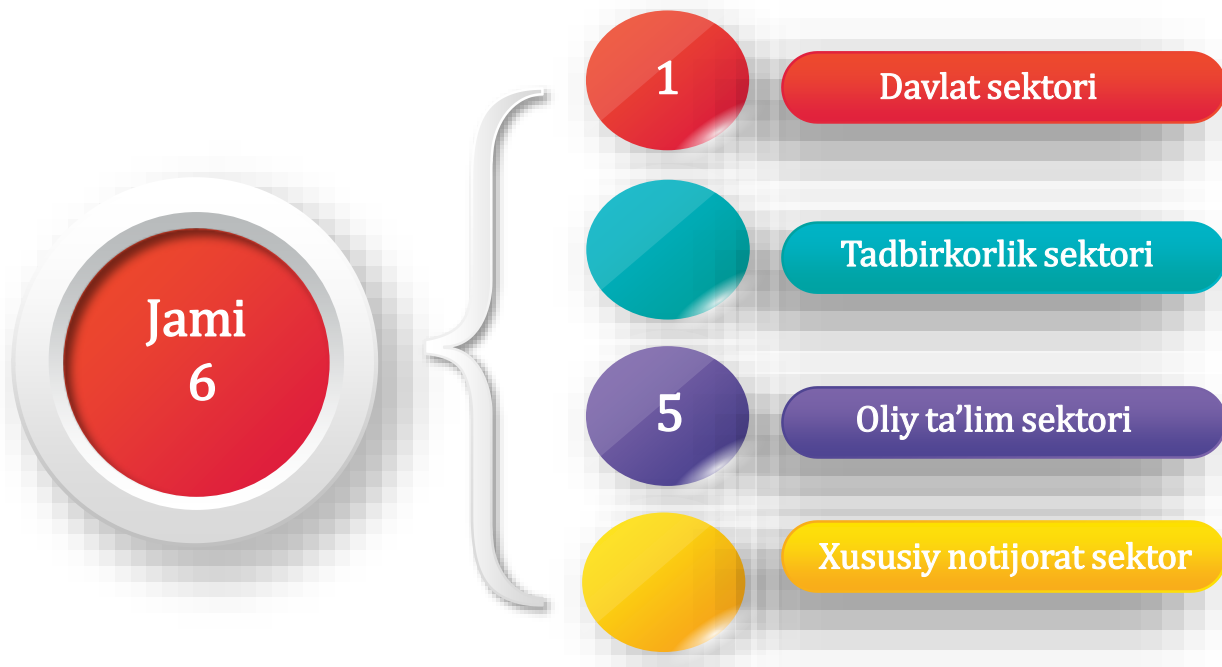 Jami
6
1
Davlat sektori
Tadbirkorlik sektori
5
Oliy ta’lim sektori
Xususiy notijorat sektor